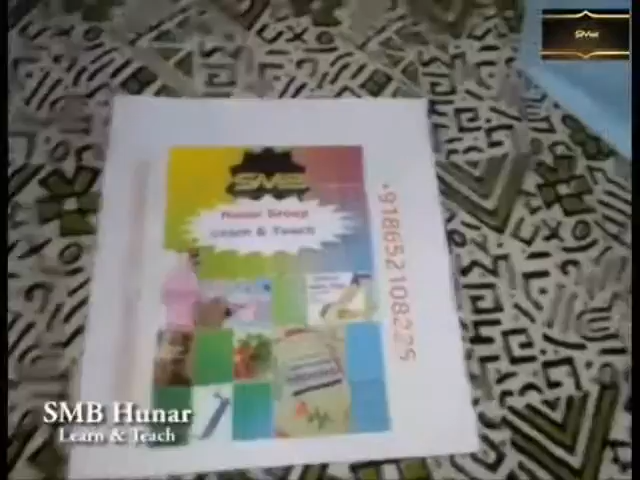 SMB
Hunar Group
Learn & Teach
+918652108225
SMB Hunar
Learn & Teach